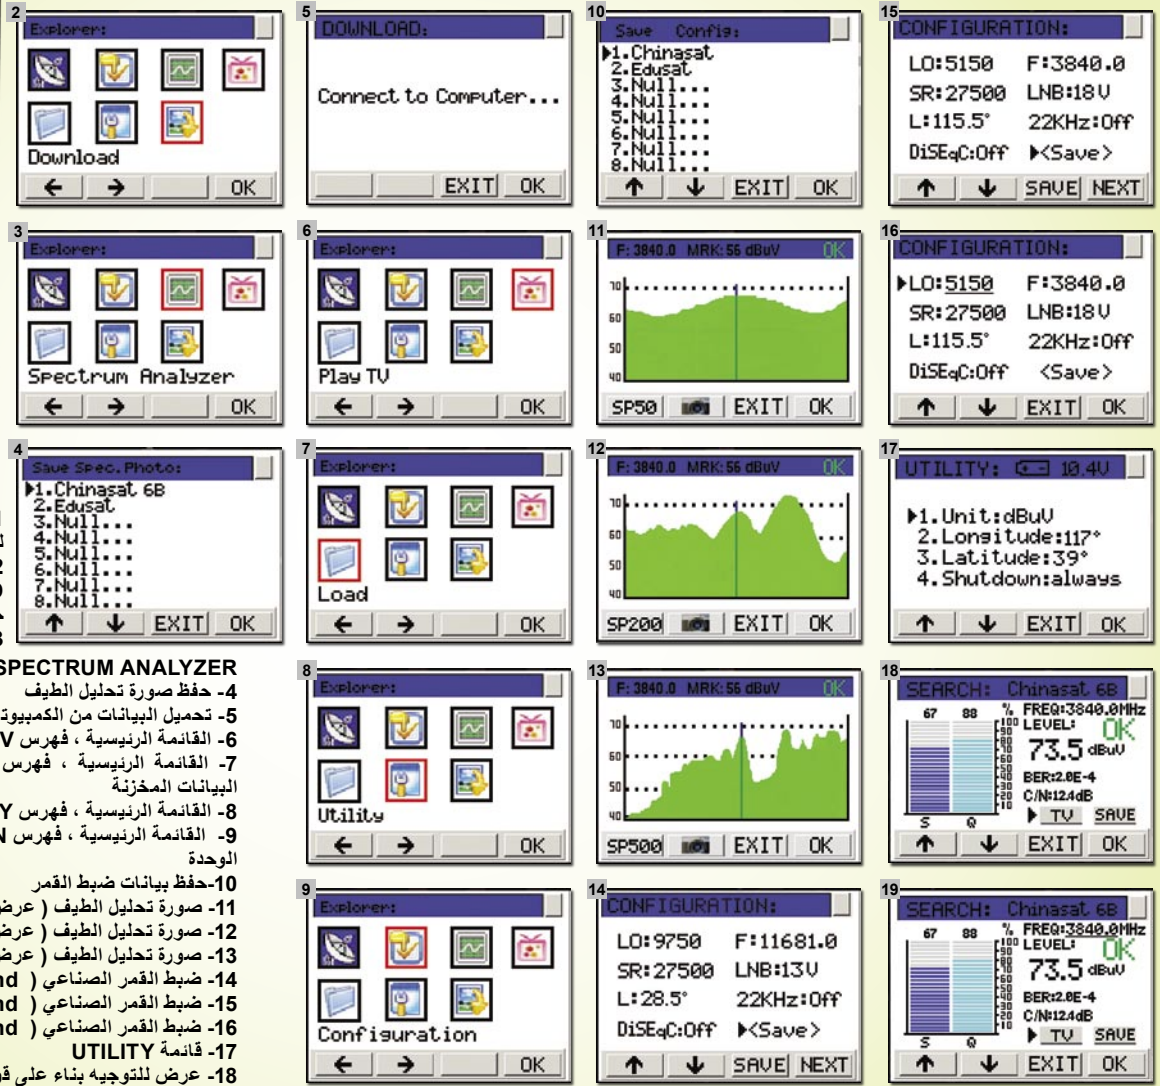 2
Explorer:
Download
OK
3
Explorer:
Spectrum Analyzer
OK
4
Save Spec.Photo:
1.Chinasat 6B
2.Edusat
3.Null...
4.Null...
5.Null...
6.Null...
7.Null...
8.Null...
EXIT OK
SPECTRUM ANALYZER
4- حفظ صورة تحليل الطيف
5- تحميل البيانات من الكمبيوتر
6- القائمة الرئيسية ، فهرس
7- القائمة الرئيسية ، فهرس
البيانات المخزنة
8- القائمة الرئيسية ، فهرس Y
9- القائمة الرئيسية ، فهرس N
الوحدة
10-حفظ بيانات ضبط القمر
11- صورة تحليل الطيف ( عرض
12- صورة تحليل الطيف ( عرض
13- صورة تحليل الطيف ( عرض
14- ضبط القمر الصناعي ( nd
15- ضبط القمر الصناعي ( nd
16- ضبط القمر الصناعي ( nd
17- قائمة UTILITY
18- عرض للتوجيه بناء على
5
DOWNLOAD:
Connect to Computer...
EXIT OK
6
Explorer:
Play TV
OK
7
Explorer:
Load
OK
8
Explorer:
Utility
OK
9
Explorer:
Configuration
OK
10
Save Config:
1.Chinasat
2.Edusat
3.Null...
4.Null...
5.Null...
6.Null...
7.Null...
8.Null...
EXIT OK
11
F: 3840.0 MRK: 56 dBuV OK
70
60
50
40
SP50 EXIT OK
12
F: 3840.0 MRK: 56 dBuV OK
70
60
50
40
SP200 EXIT OK
13
F: 3840.0 MRK: 56 dBuV OK
70
60
50
40
SP500 EXIT OK
14
CONFIGURATION:
LO:9750 F:11681.0
SR:27500 LNB:13V
L:28.5° 22KHz:Off
DiSEqC:Off <Save>
SAVE NEXT
15
CONFIGURATION:
LO:5150 F:3840.0
SR:27500 LNB:18V
L:115.5° 22KHz:Off
DiSEqC:Off <Save>
SAVE NEXT
16
CONFIGURATION:
LO:5150 F:3840.0
SR:27500 LNB:18V
L:115.5° 22KHz:Off
DiSEqC:Off <Save>
EXIT OK
17
UTILITY: 10.4V
1.Unit:dBuV
2.Longitude:117°
3.Latitude:39°
4.Shutdown:always
EXIT OK
18
SEARCH: Chinasat 6B
67 88 % FREQ:3840.0MHz
LEVEL: OK
73.5 dBuV
BER:2.0E-4
C/N:12.4dB
TV SAVE
S Q
EXIT OK
19
SEARCH: Chinasat 6B
67 88 % FREQ:3840.0MHz
LEVEL: OK
73.5 dBuV
BER:2.0E-4
C/N:12.4dB
TV SAVE
S Q
EXIT OK